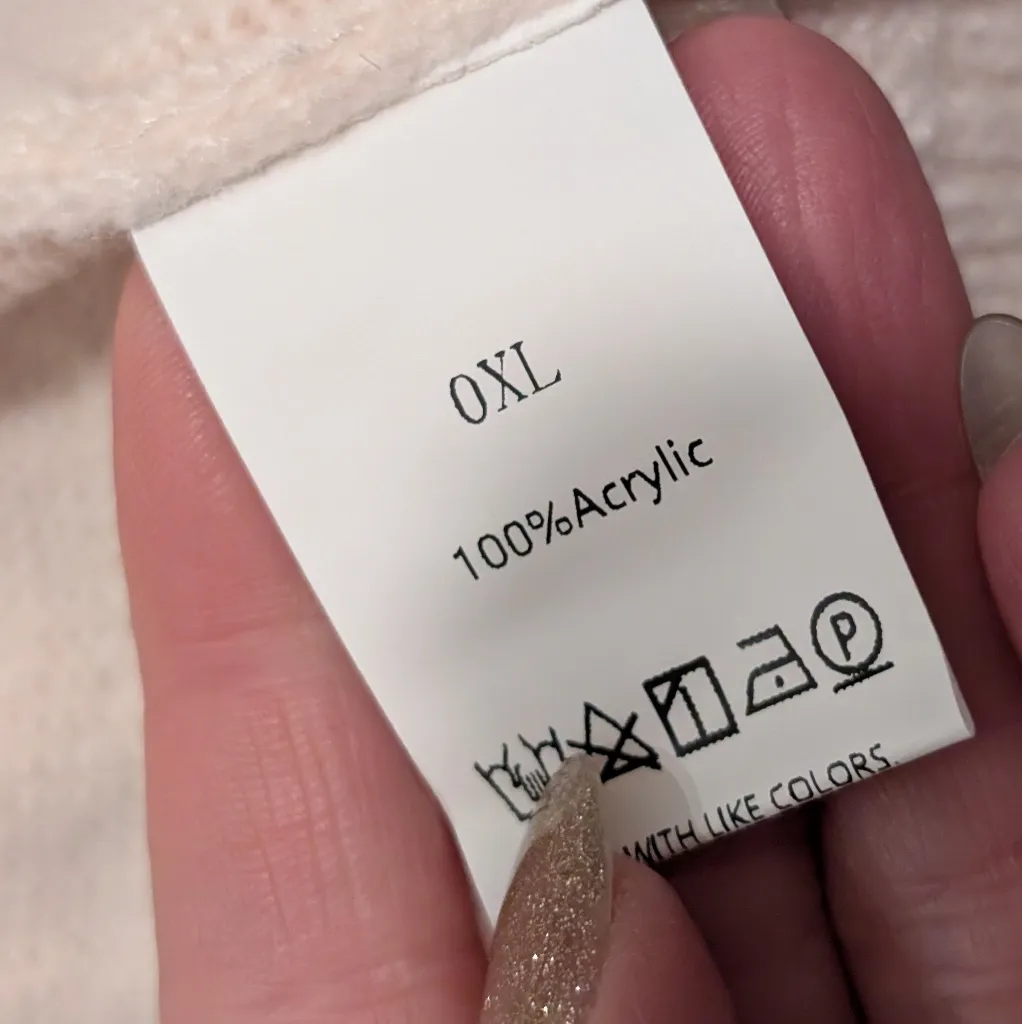 0XL
100%Acrylic
P
WITH LIKE COLORS.